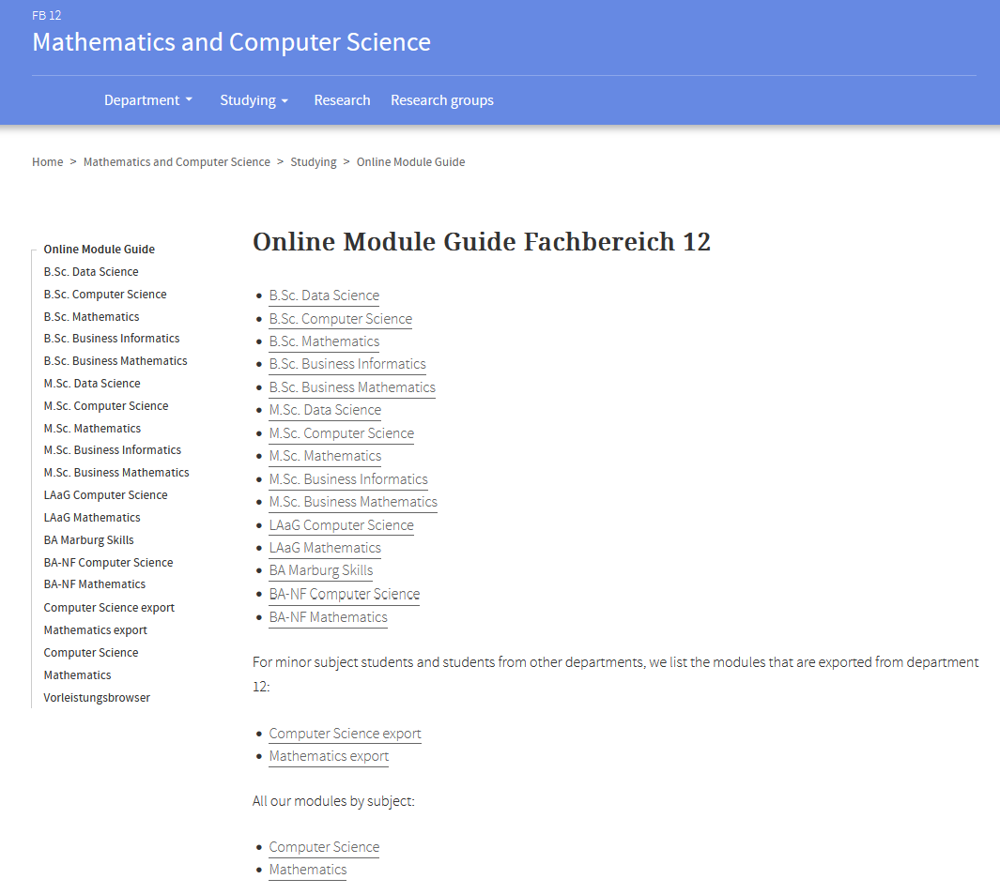 FB 12
Mathematics and Computer Science
Department
Studying
Research
Research groups
Home > Mathematics and Computer Science > Studying > Online Module Guide
Online Module Guide
B.Sc. Data Science
B.Sc. Computer Science
B.Sc. Mathematics
B.Sc. Business Informatics
B.Sc. Business Mathematics
M.Sc. Data Science
M.Sc. Computer Science
M.Sc. Mathematics
M.Sc. Business Informatics
M.Sc. Business Mathematics
LAaG Computer Science
LAaG Mathematics
BA Marburg Skills
BA-NF Computer Science
BA-NF Mathematics
Computer Science export
Mathematics export
Computer Science
Mathematics
Vorleistungsbrowser
Online Module Guide Fachbereich 12
B.Sc. Data Science
B.Sc. Computer Science
B.Sc. Mathematics
B.Sc. Business Informatics
B.Sc. Business Mathematics
M.Sc. Data Science
M.Sc. Computer Science
M.Sc. Mathematics
M.Sc. Business Informatics
M.Sc. Business Mathematics
LAaG Computer Science
LAaG Mathematics
BA Marburg Skills
BA-NF Computer Science
BA-NF Mathematics
For minor subject students and students from other departments, we list the modules that are exported from department
12:
Computer Science export
Mathematics export
All our modules by subject:
Computer Science
Mathematics